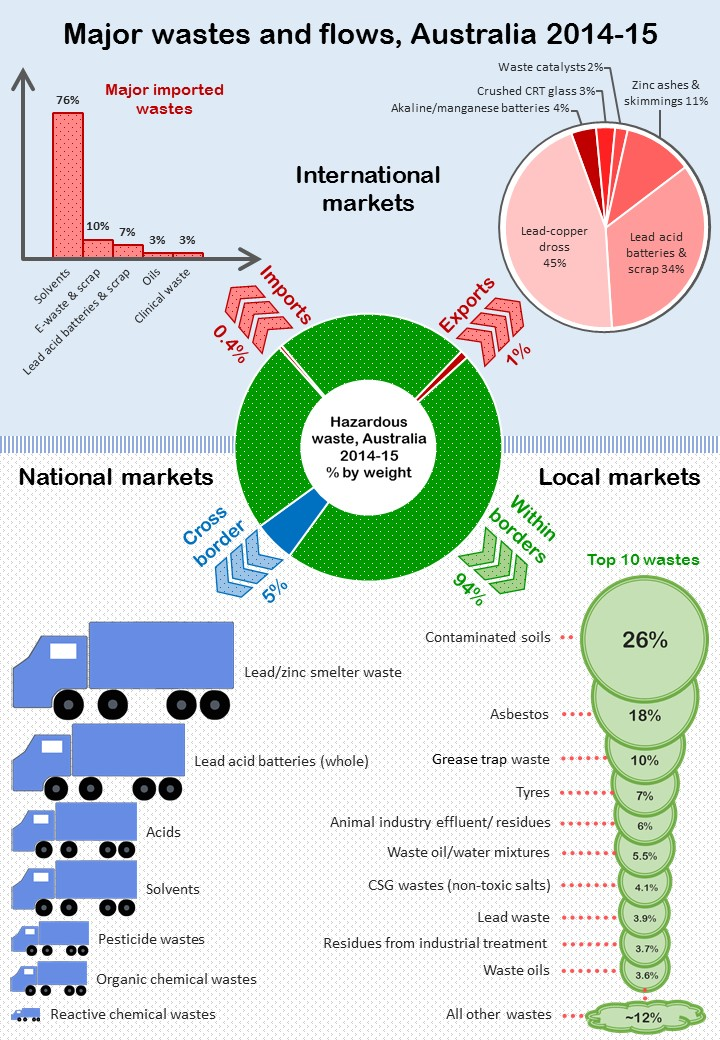 Major wastes and flows, Australia 2014-15
Major imported
wastes
76%
10%
7%
3%
3%
Solvents
E-waste & scrap
Lead acid batteries & scrap
Oils
Clinical waste
International
markets
Waste catalysts 2%
Crushed CRT glass 3%
Akaline/manganese batteries 4%
Zinc ashes &
skimmings 11%
Lead-copper
dross
45%
Lead acid
batteries &
scrap 34%
Imports
0.4%
Exports
1%
Hazardous
waste, Australia
2014-15
% by weight
National markets
Local markets
Cross
border
5%
Within
borders
94%
Top 10 wastes
Lead/zinc smelter waste
Lead acid batteries (whole)
Acids
Solvents
Pesticide wastes
Organic chemical wastes
Reactive chemical wastes
Contaminated soils
26%
Asbestos
18%
Grease trap waste
10%
Tyres
7%
Animal industry effluent/ residues
6%
Waste oil/water mixtures
5.5%
CSG wastes (non-toxic salts)
4.1%
Lead waste
3.9%
Residues from industrial treatment
3.7%
Waste oils
3.6%
All other wastes
~12%